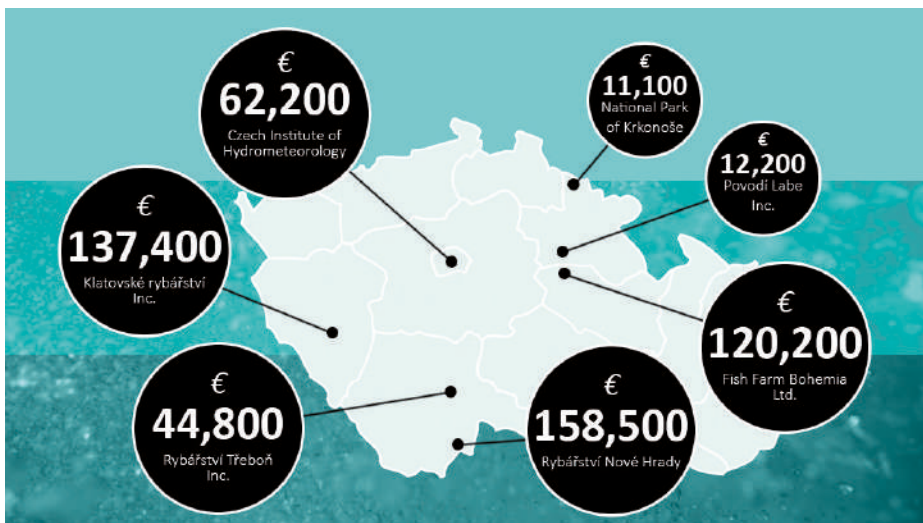 €
62,200
Czech Institute of
Hydrometeorology
€
11,100
National Park
of Krkonoše
€
12,200
Povodí Labe
Inc.
€
137,400
Klatovské rybářství
Inc.
€
120,200
Fish Farm Bohemia
Ltd.
€
44,800
Rybářství Třeboň
Inc.
€
158,500
Rybářství Nové Hrady